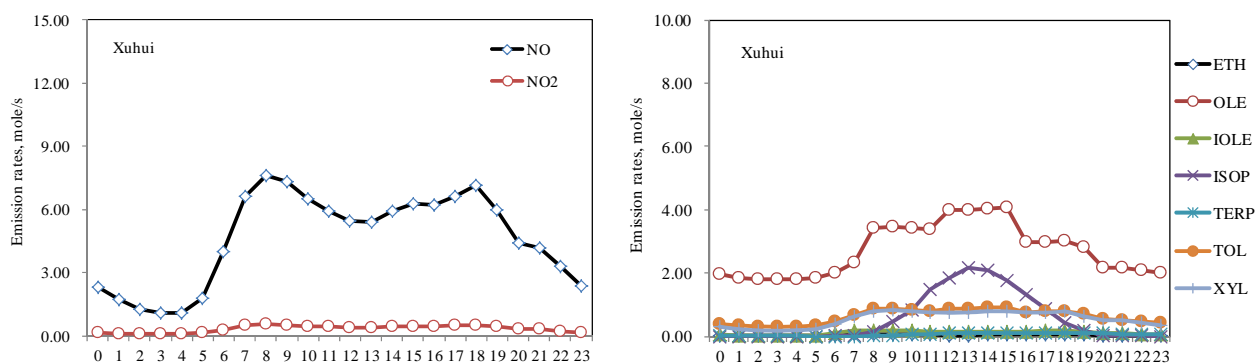 Xuhui
Emission rates, mole/s
15.00
12.00
9.00
6.00
3.00
0.00
0 1 2 3 4 5 6 7 8 9 10 11 12 13 14 15 16 17 18 19 20 21 22 23
NO
NO2
Xuhui
Emission rates, mole/s
10.00
8.00
6.00
4.00
2.00
0.00
0 1 2 3 4 5 6 7 8 9 10 11 12 13 14 15 16 17 18 19 20 21 22 23
ETH
OLE
IOLE
ISOP
TERP
TOL
XYL